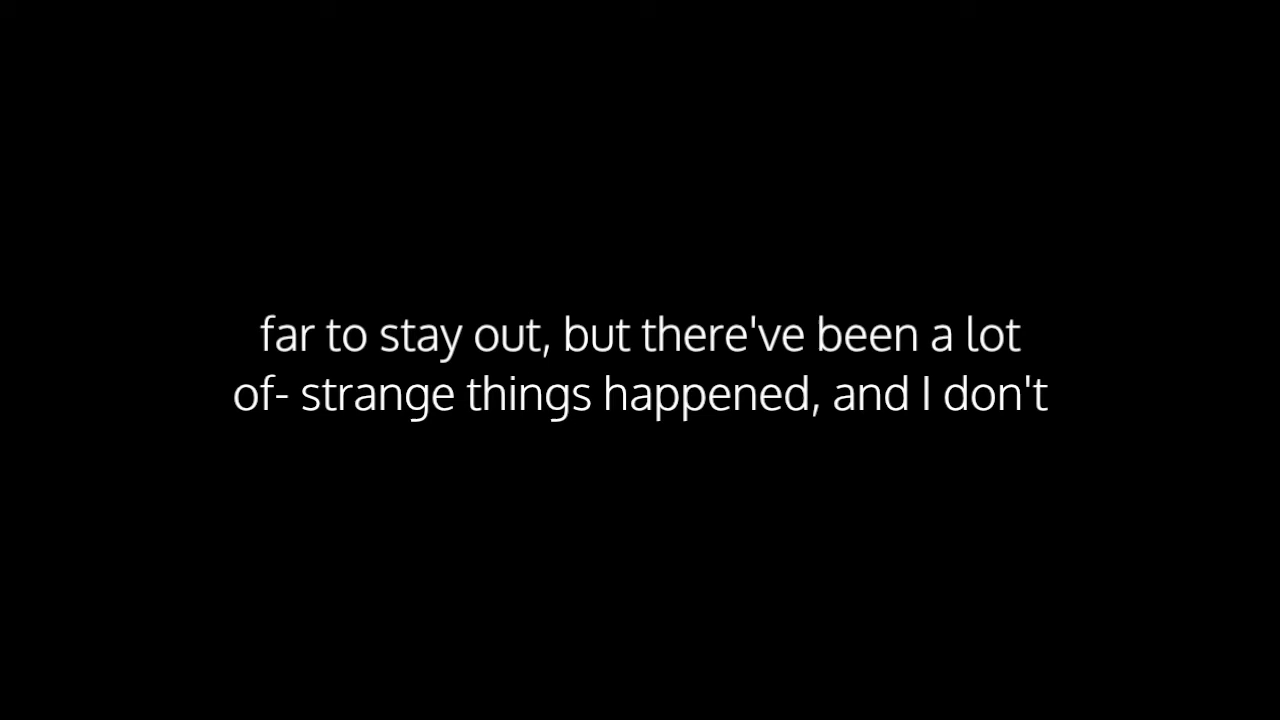 far to stay out, but there've been a lot
of- strange things happened, and I don't